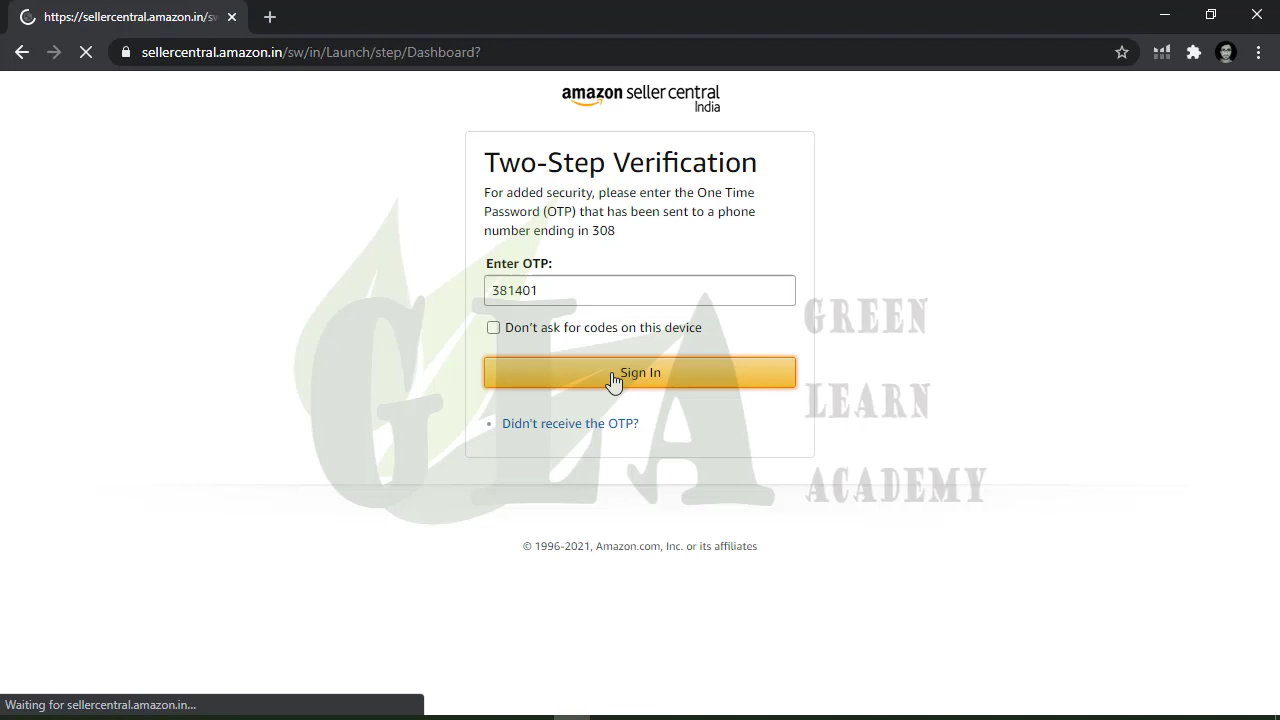 https://sellercentral.amazon.in/sw
sellercentral.amazon.in/sw/in/Launch/step/Dashboard?
amazon seller central
India
Two-Step Verification
For added security, please enter the One Time
Password (OTP) that has been sent to a phone
number ending in 308
Enter OTP:
381401
Don't ask for codes on this device
Sign In
• Didn't receive the OTP?
GLA
GREEN
LEARN
ACADEMY
© 1996-2021, Amazon.com, Inc. or its affiliates
Waiting for sellercentral.amazon.in...